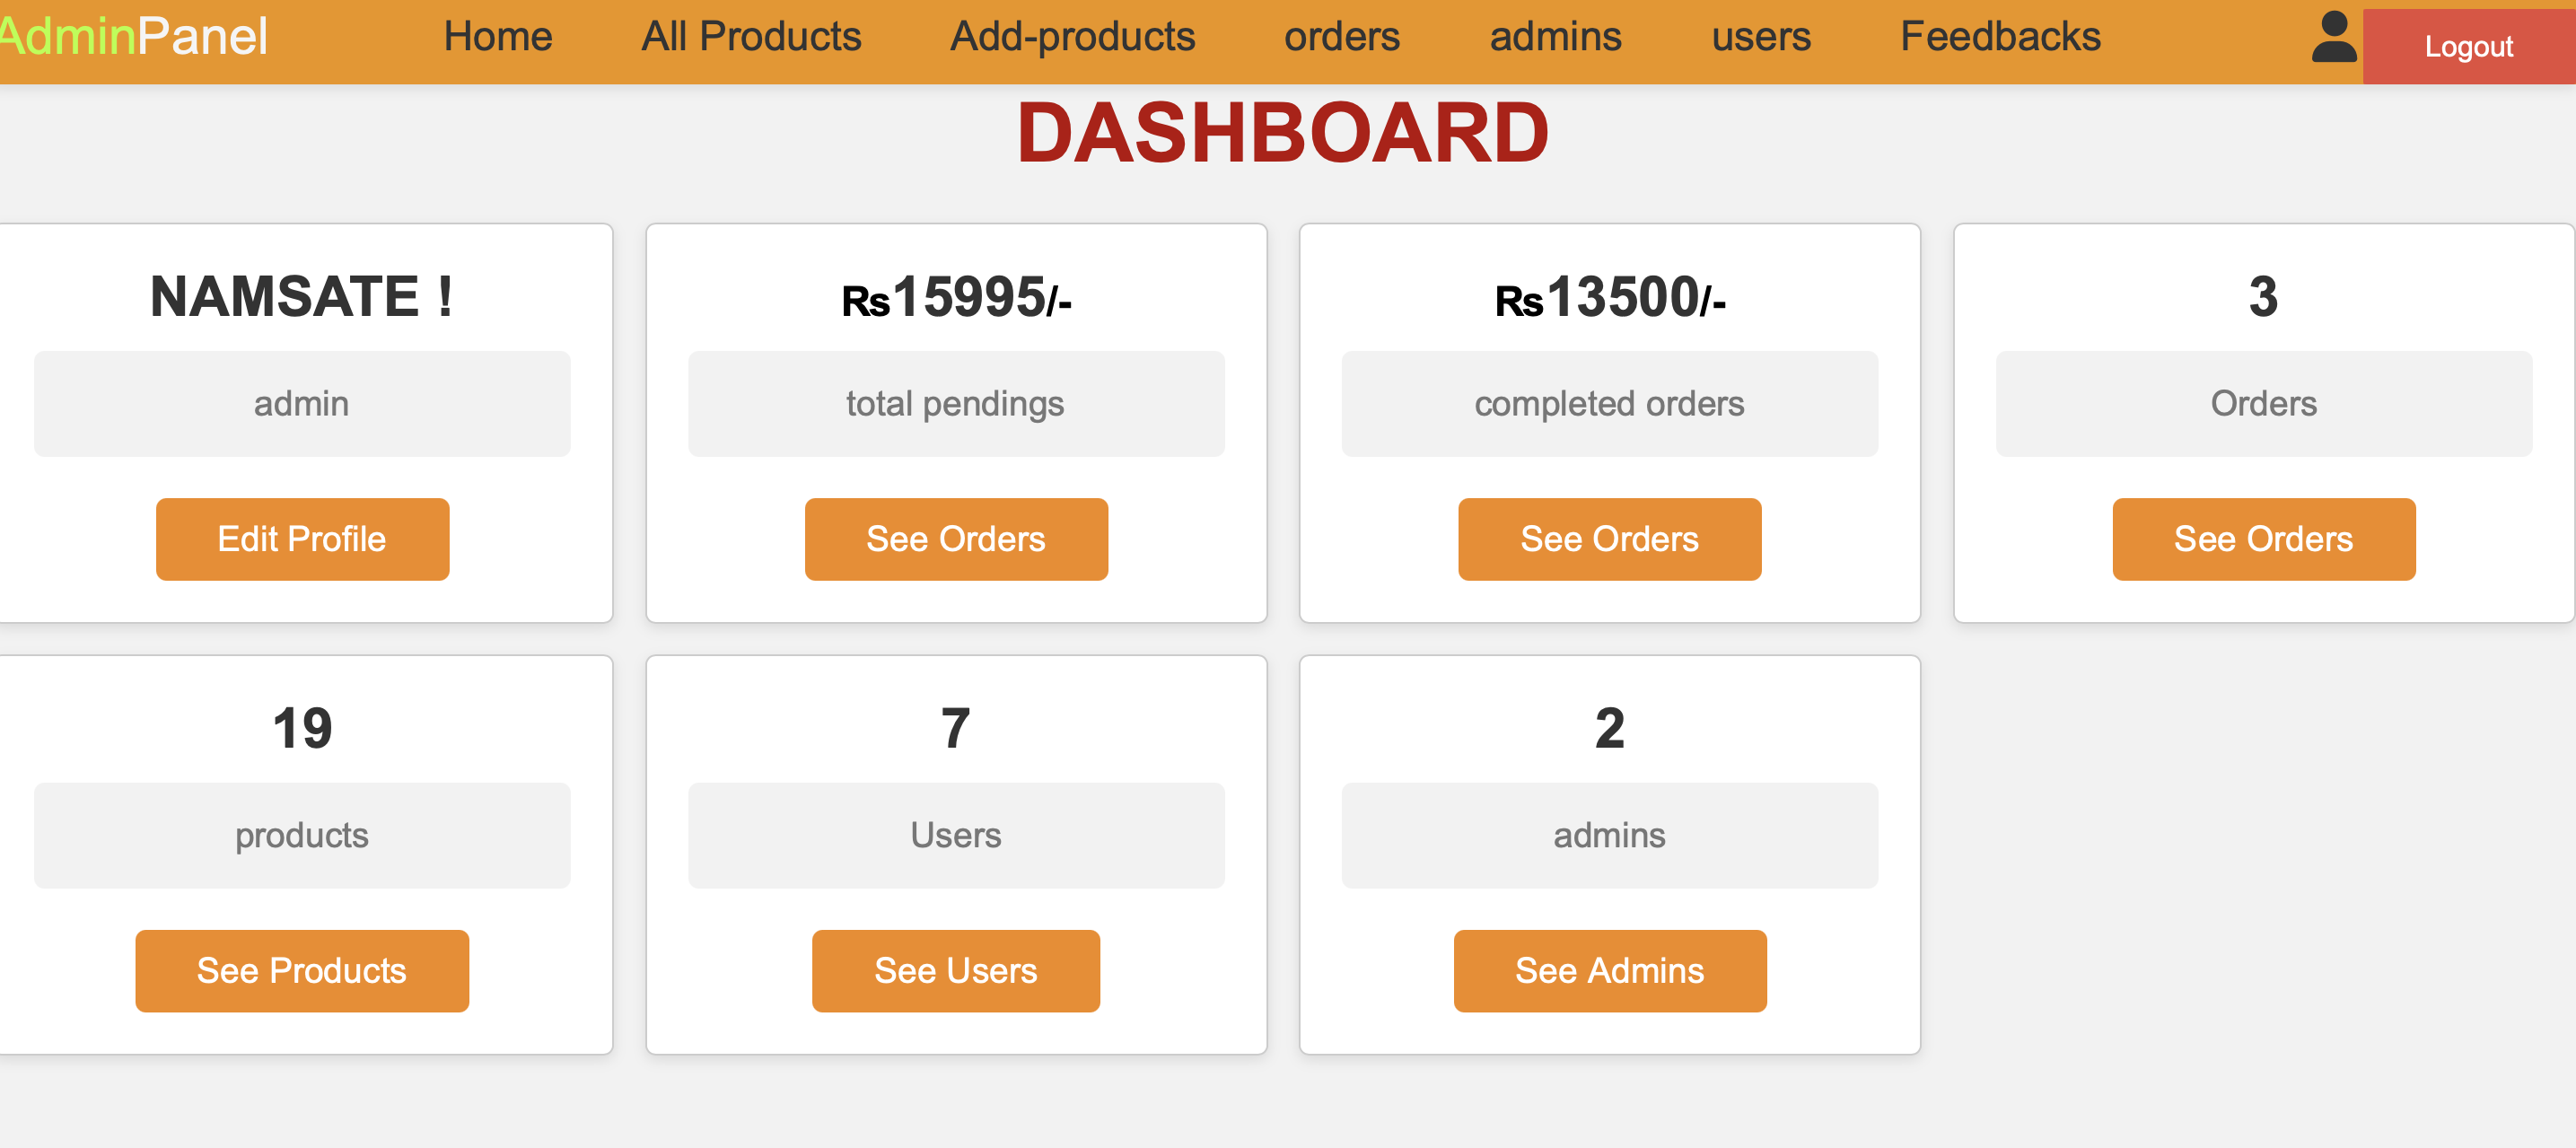 AdminPanel Home All Products Add-products orders admins users Feedbacks Logout
DASHBOARD
NAMSATE !
admin
Edit Profile
Rs15995/-
total pendings
See Orders
Rs13500/-
completed orders
See Orders
3
Orders
See Orders
19
products
See Products
7
Users
See Users
2
admins
See Admins